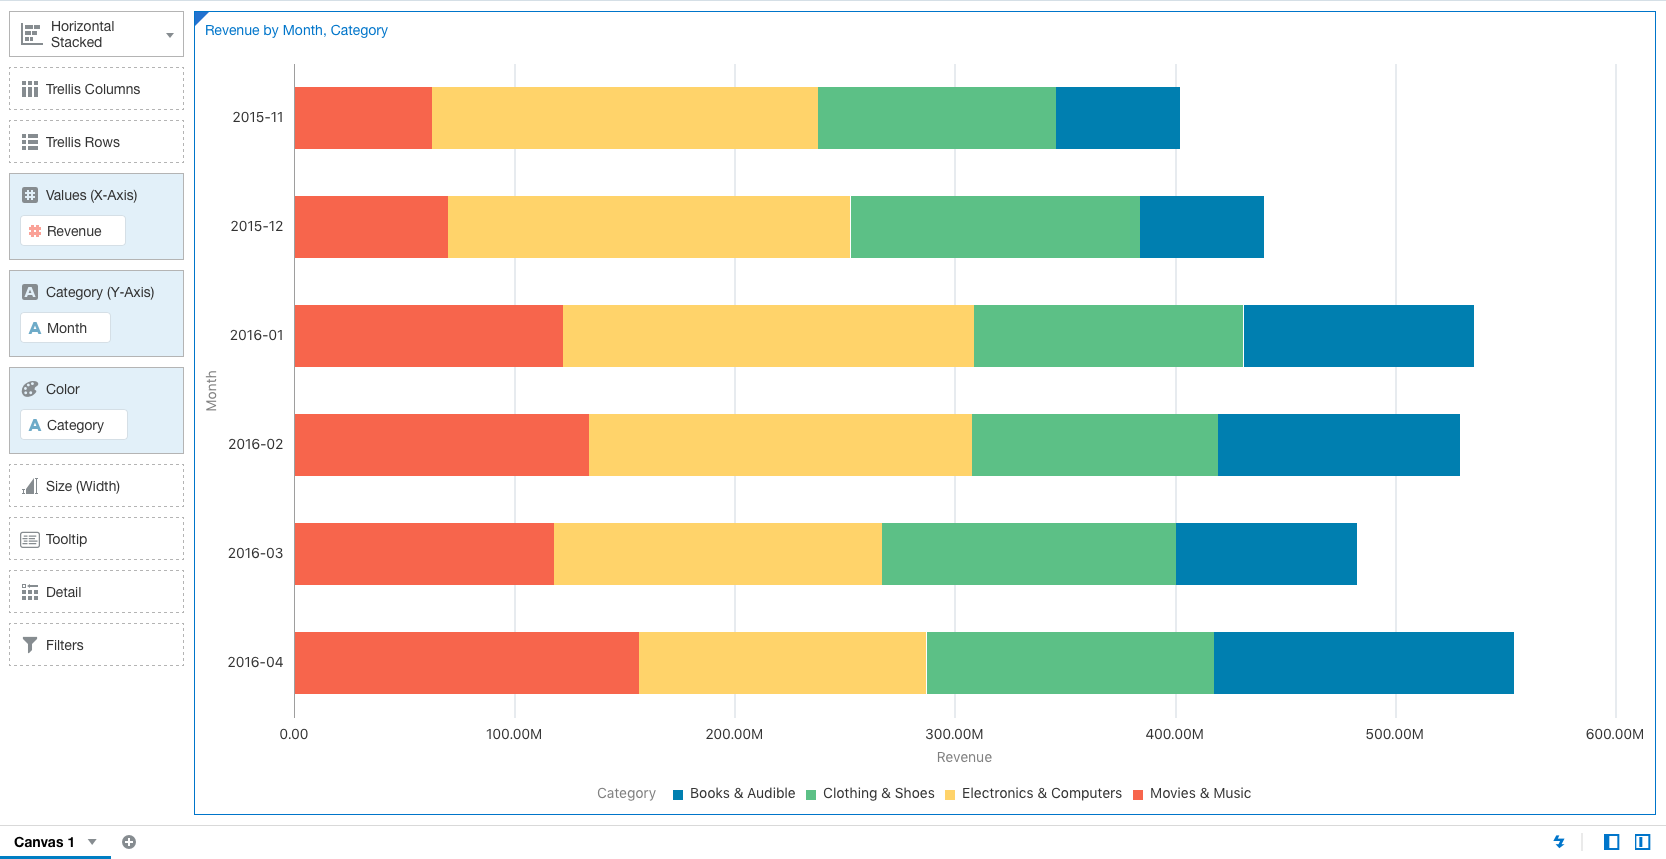 Horizontal
Stacked
Trellis Columns
Trellis Rows
Values (X-Axis)
Revenue
Category (Y-Axis)
A Month
Color
A Category
Size (Width)
Tooltip
Detail
Filters
Revenue by Month, Category
Month
2015-11
2015-12
2016-01
2016-02
2016-03
2016-04
0.00 100.00M 200.00M 300.00M 400.00M 500.00M 600.00M
Revenue
Category Books & Audible Clothing & Shoes Electronics & Computers Movies & Music
Canvas 1